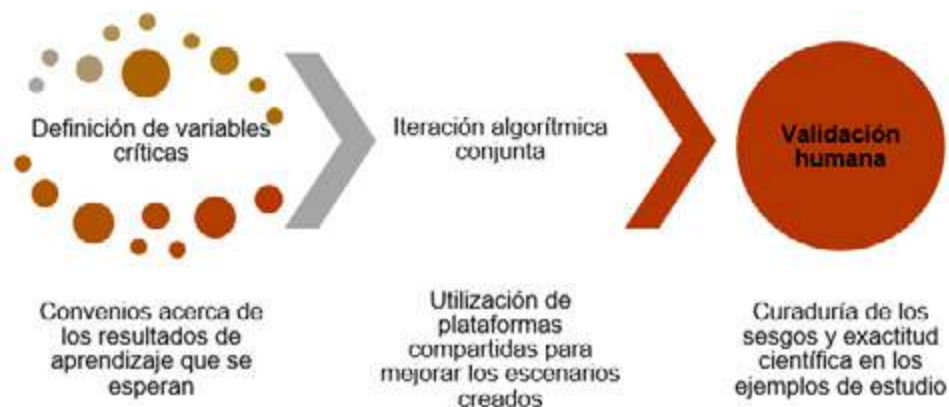 Definición de variables
críticas
Iteración algorítmica
conjunta
Validación
humana
Convenios acerca de
los resultados de
aprendizaje que se
esperan
Utilización de
plataformas
compartidas para
mejorar los escenarios
creados
Curaduría de los
sesgos y exactitud
científica en los
ejemplos de estudio